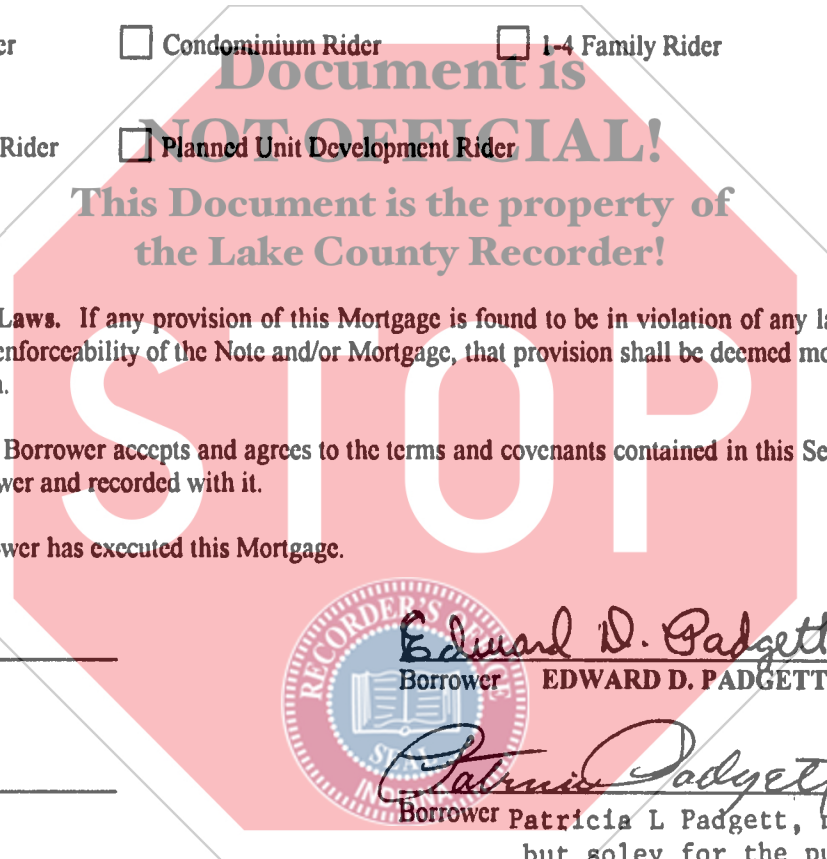 er ☐ Condominium Rider ☐ 1-4 Family Rider
Document is
NOT OFFICIAL!
Rider ☐ Planned Unit Development Rider
This Document is the property of
the Lake County Recorder!
Laws. If any provision of this Mortgage is found to be in violation of any la
enforceability of the Note and/or Mortgage, that provision shall be deemed mo
STOP
Borrower accepts and agrees to the terms and covenants contained in this Se
wer and recorded with it.
wer has executed this Mortgage.
RECORDER'S OFFICE
SEAL
INDIANA
Edward D. Padgett
Borrower EDWARD D. PADGETT
Patricia Padgett
Borrower Patricia L Padgett, n
but soley for the pu